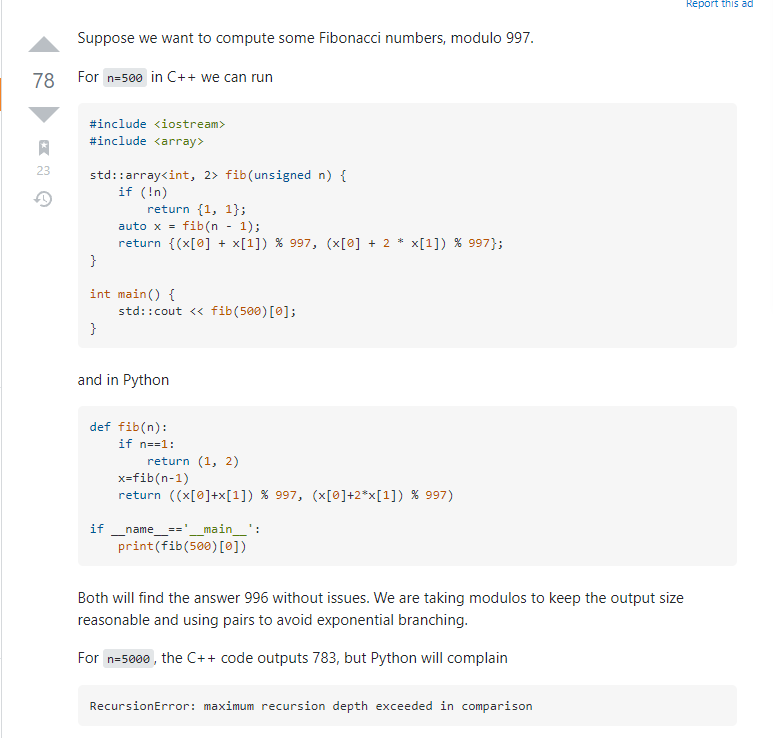 Report this ad
Suppose we want to compute some Fibonacci numbers, modulo 997.
78
For n=500 in C++ we can run
#include <iostream>
#include <array>
23
std::array<int, 2> fib(unsigned n) {
    if (!n)
        return {1, 1};
    auto x = fib(n - 1);
    return {(x[0] + x[1]) % 997, (x[0] + 2 * x[1]) % 997};
}
int main() {
    std::cout << fib(500)[0];
}
and in Python
def fib(n):
    if n==1:
        return (1, 2)
    x=fib(n-1)
    return ((x[0]+x[1]) % 997, (x[0]+2*x[1]) % 997)
if __name__=='__main__':
    print(fib(500)[0])
Both will find the answer 996 without issues. We are taking modulos to keep the output size
reasonable and using pairs to avoid exponential branching.
For n=5000, the C++ code outputs 783, but Python will complain
RecursionError: maximum recursion depth exceeded in comparison